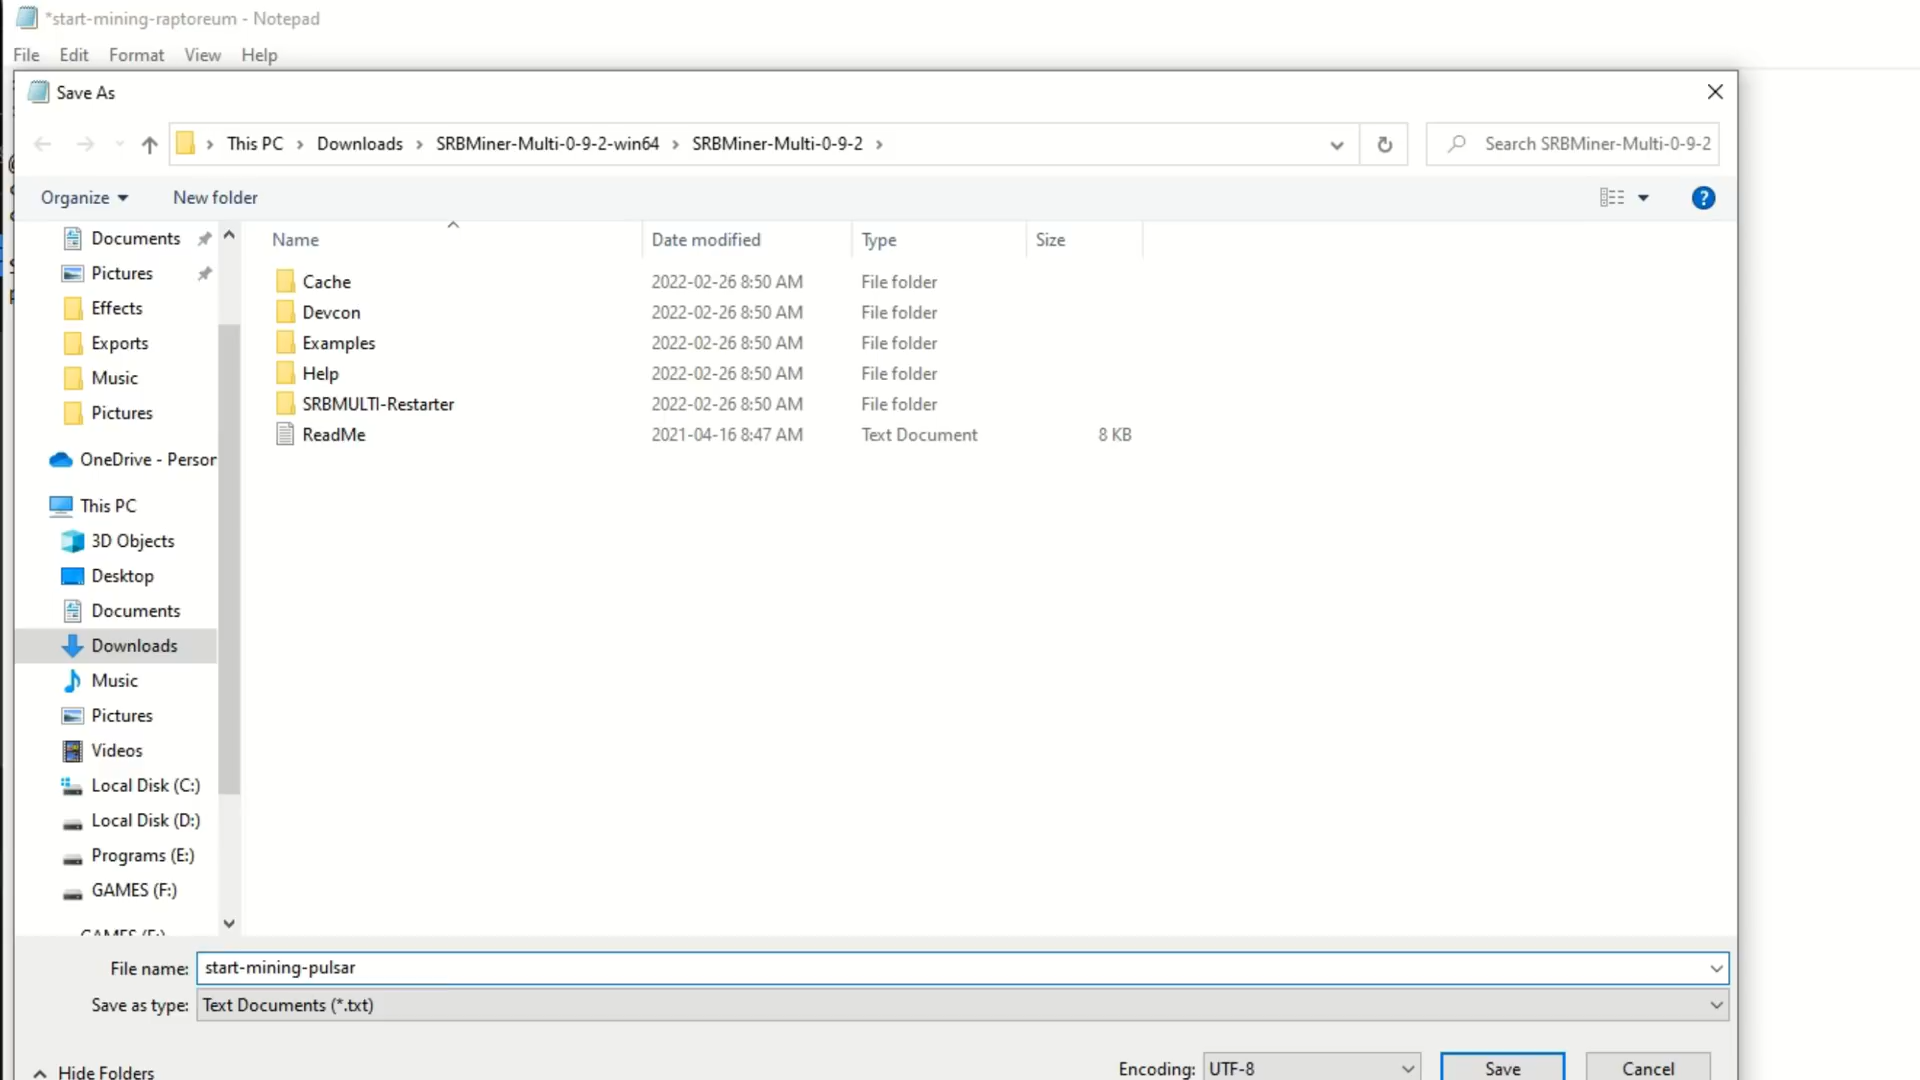 *start-mining-raptoreum - Notepad
File Edit Format View Help
Save As
This PC Downloads SRBMiner-Multi-0-9-2-win64 SRBMiner-Multi-0-9-2 Search SRBMiner-Multi-0-9-2
Organize New folder ?
Name Date modified Type Size
Documents
Pictures
Effects
Exports
Music
Pictures
OneDrive - Person
This PC
3D Objects
Desktop
Documents
Downloads
Music
Pictures
Videos
Local Disk (C:)
Local Disk (D:)
Programs (E:)
GAMES (F:)
GAMES (F:)
Cache 2022-02-26 8:50 AM File folder
Devcon 2022-02-26 8:50 AM File folder
Examples 2022-02-26 8:50 AM File folder
Help 2022-02-26 8:50 AM File folder
SRBMULTI-Restarter 2022-02-26 8:50 AM File folder
ReadMe 2021-04-16 8:47 AM Text Document 8 KB
File name: start-mining-pulsar
Save as type: Text Documents (*.txt)
Hide Folders Encoding: UTF-8 Save Cancel